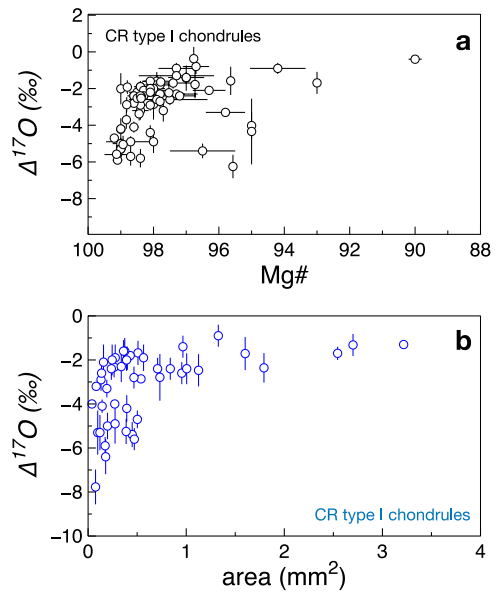 CR type I chondrules
a
2
0
−2
−4
−6
−8
Δ¹⁷O (‰)
100 98 96 94 92 90 88
Mg#
b
0
−2
−4
−6
−8
−10
Δ¹⁷O (‰)
CR type I chondrules
0 1 2 3 4
area (mm²)